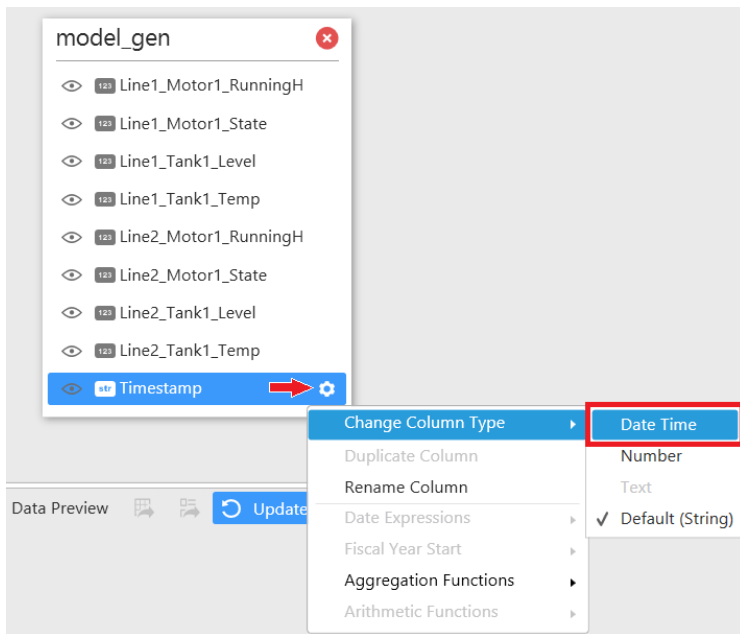 model_gen
123 Line1_Motor1_RunningH
123 Line1_Motor1_State
123 Line1_Tank1_Level
123 Line1_Tank1_Temp
123 Line2_Motor1_RunningH
123 Line2_Motor1_State
123 Line2_Tank1_Level
123 Line2_Tank1_Temp
str Timestamp
Change Column Type
Date Time
Duplicate Column
Number
Rename Column
Text
Data Preview
Update
Date Expressions
Default (String)
Fiscal Year Start
Aggregation Functions
Arithmetic Functions